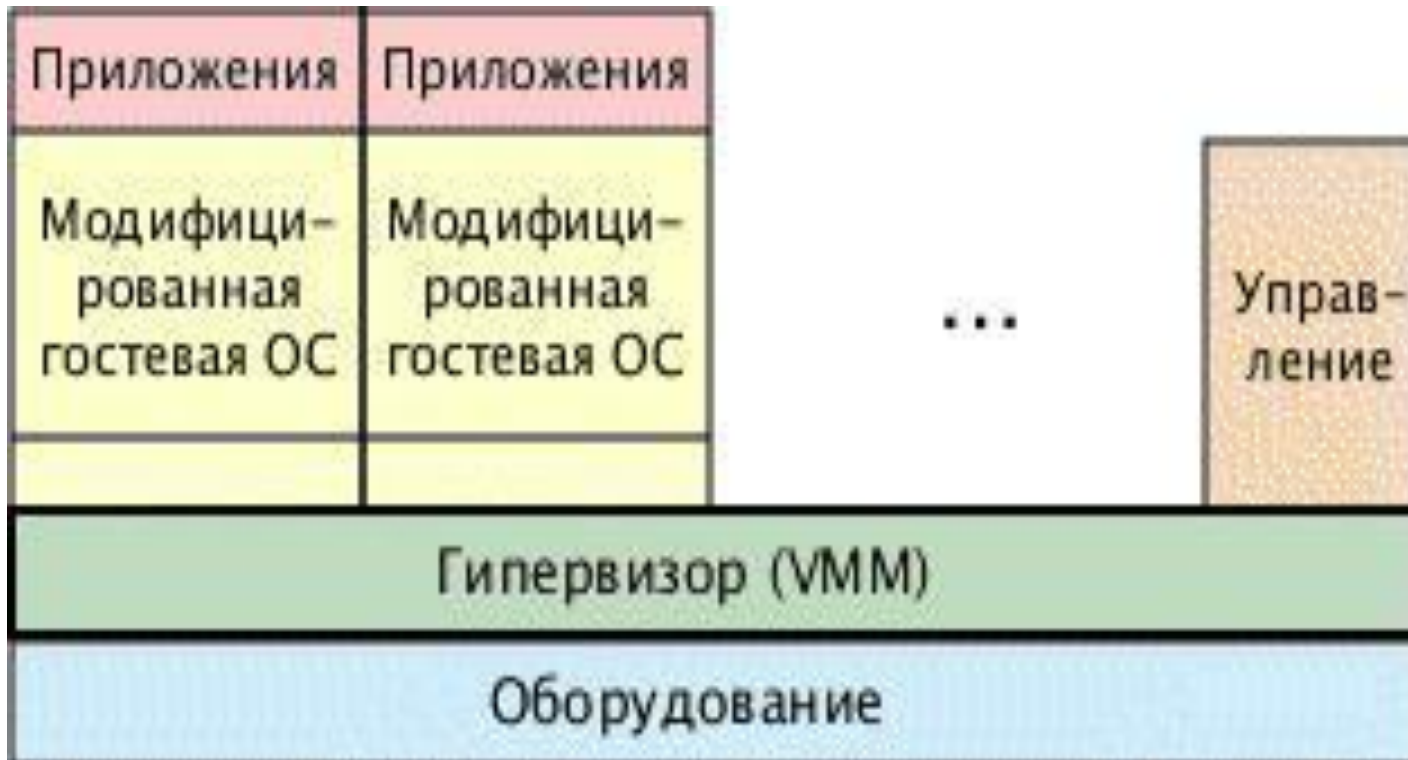 Приложения
Приложения
Модифици-
рованная
гостевая ОС
Модифици-
рованная
гостевая ОС
...
Управ-
ление
Гипервизор (VMM)
Оборудование